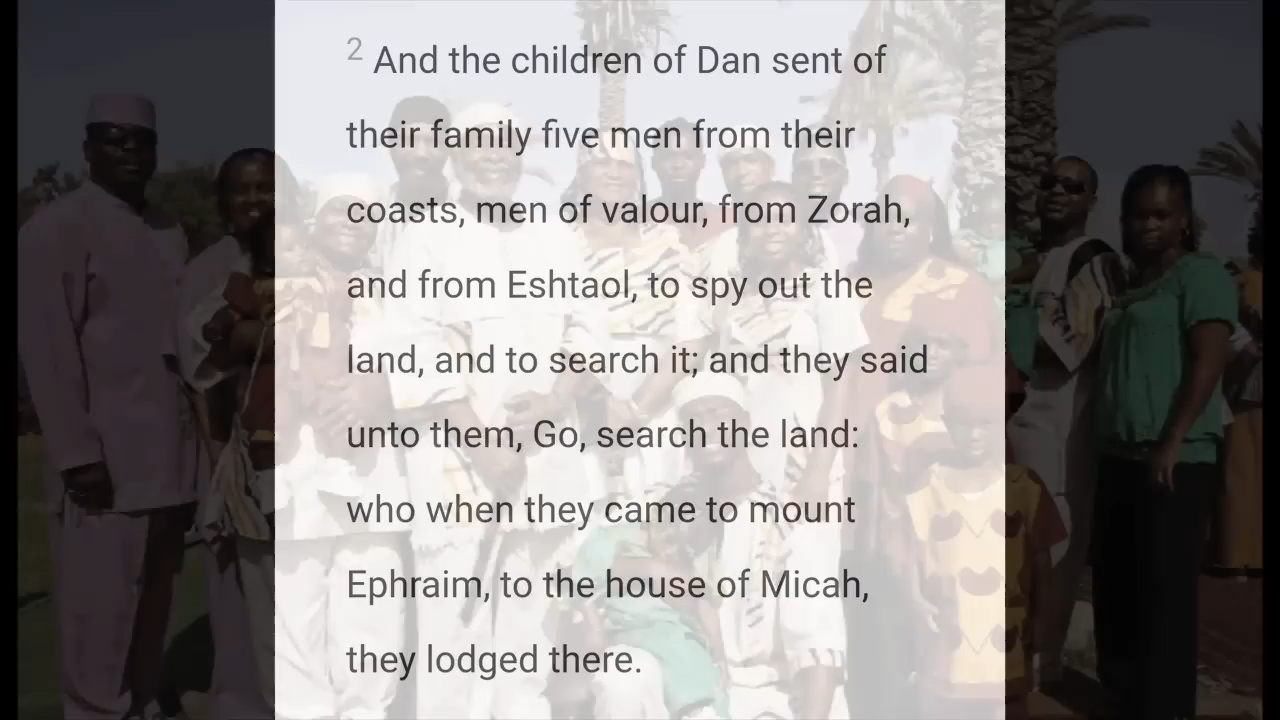 2 And the children of Dan sent of
their family five men from their
coasts, men of valour, from Zorah,
and from Eshtaol, to spy out the
land, and to search it; and they said
unto them, Go, search the land:
who when they came to mount
Ephraim, to the house of Micah,
they lodged there.